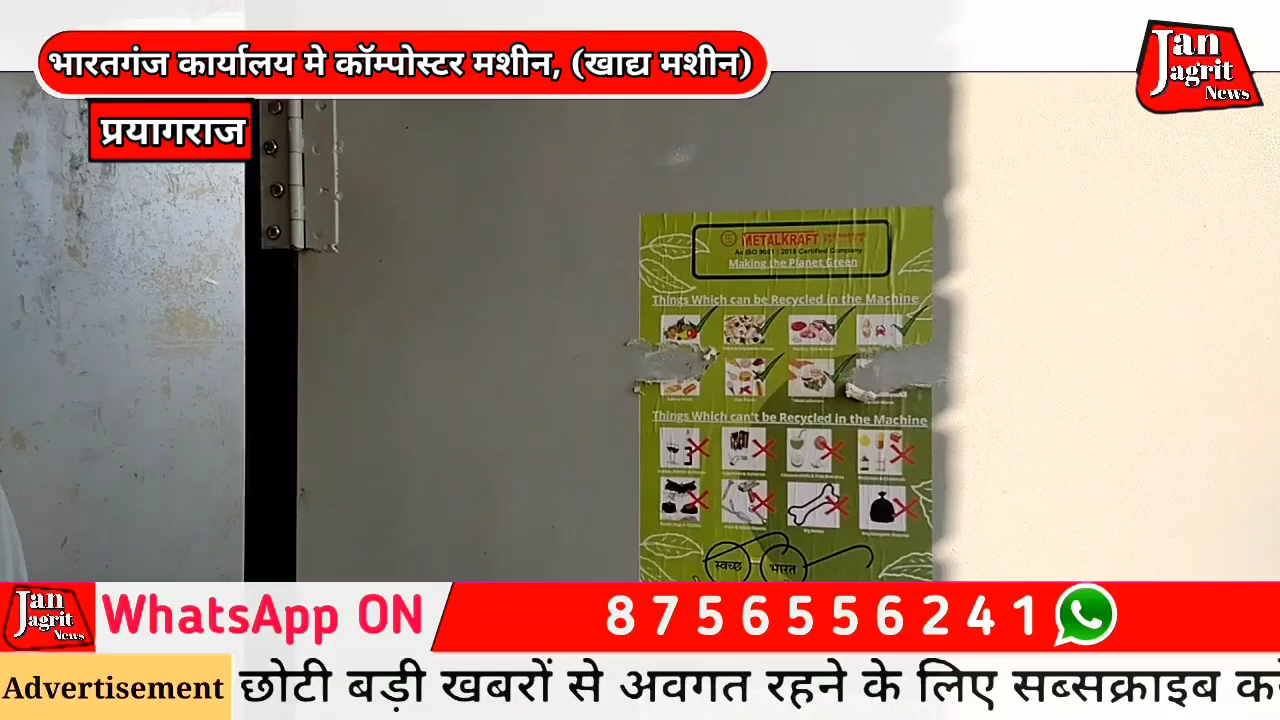 भारतगंज कार्यालय मे कॉम्पोस्टर मशीन, (खाद्य मशीन)
प्रयागराज
Jan
Jagrit
News
METALKRAFT
An ISO 9001 : 2015 Certified Company
Making the Planet Green
Things Which can be Recycled in the Machine
Things Which can't be Recycled in the Machine
स्वच्छ भारत
Jan
Jagrit
News
WhatsApp ON
8756556241
Advertisement
छोटी बड़ी खबरों से अवगत रहने के लिए सब्सक्राइब